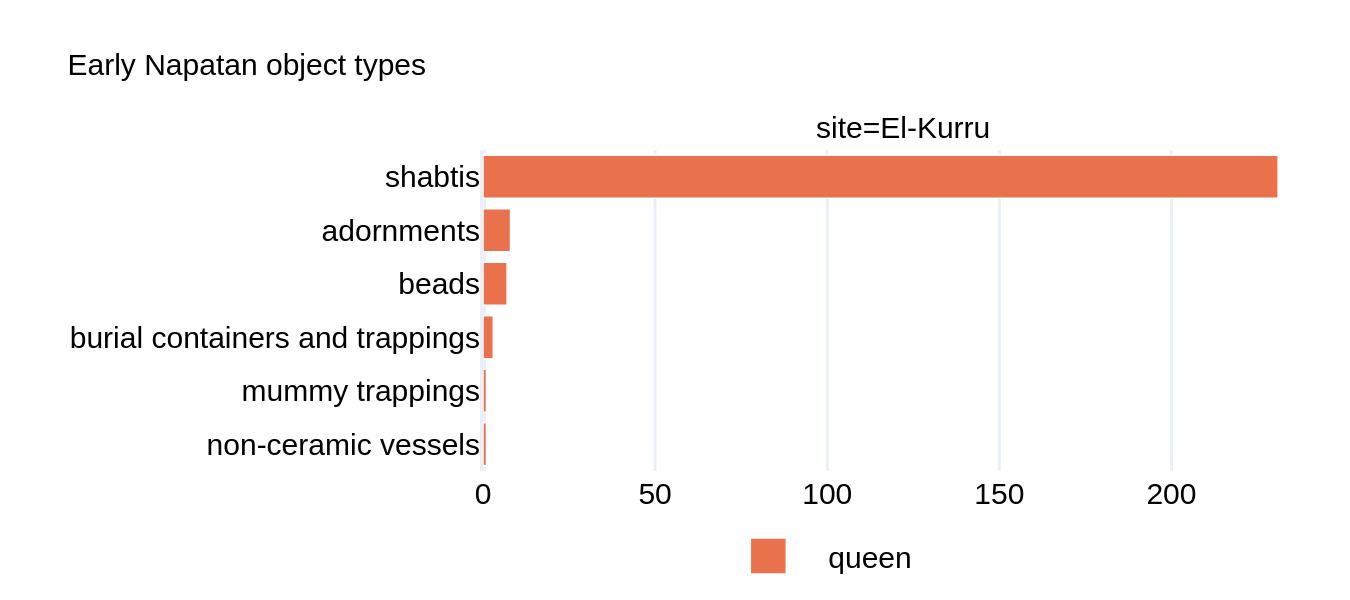 Early Napatan object types
site=El-Kurru
shabtis
adornments
beads
burial containers and trappings
mummy trappings
non-ceramic vessels
0 50 100 150 200
queen